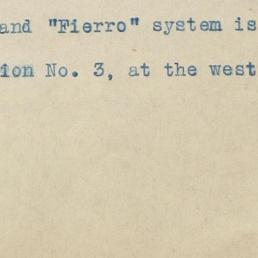 and "Fierro" system is
ion No. 3, at the west